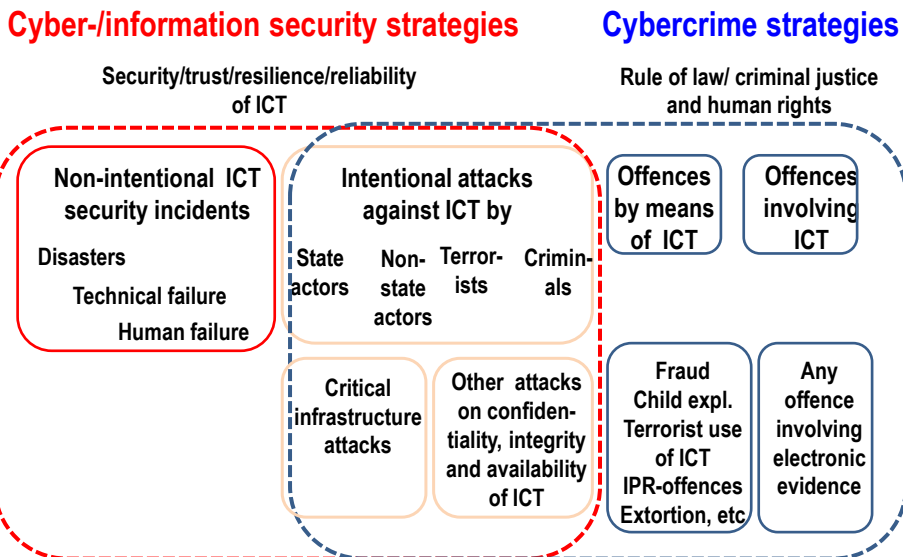 Cyber-/information security strategies
Cybercrime strategies
Security/trust/resilience/reliability
of ICT
Rule of law/ criminal justice
and human rights
Non-intentional ICT
security incidents
Disasters
Technical failure
Human failure
Intentional attacks
against ICT by
State
actors
Non-
state
actors
Terror-
ists
Crimin-
als
Offences
by means
of ICT
Offences
involving
ICT
Critical
infrastructure
attacks
Other attacks
on confiden-
tiality, integrity
and availability
of ICT
Fraud
Child expl.
Terrorist use
of ICT
IPR-offences
Extortion, etc
Any
offence
involving
electronic
evidence